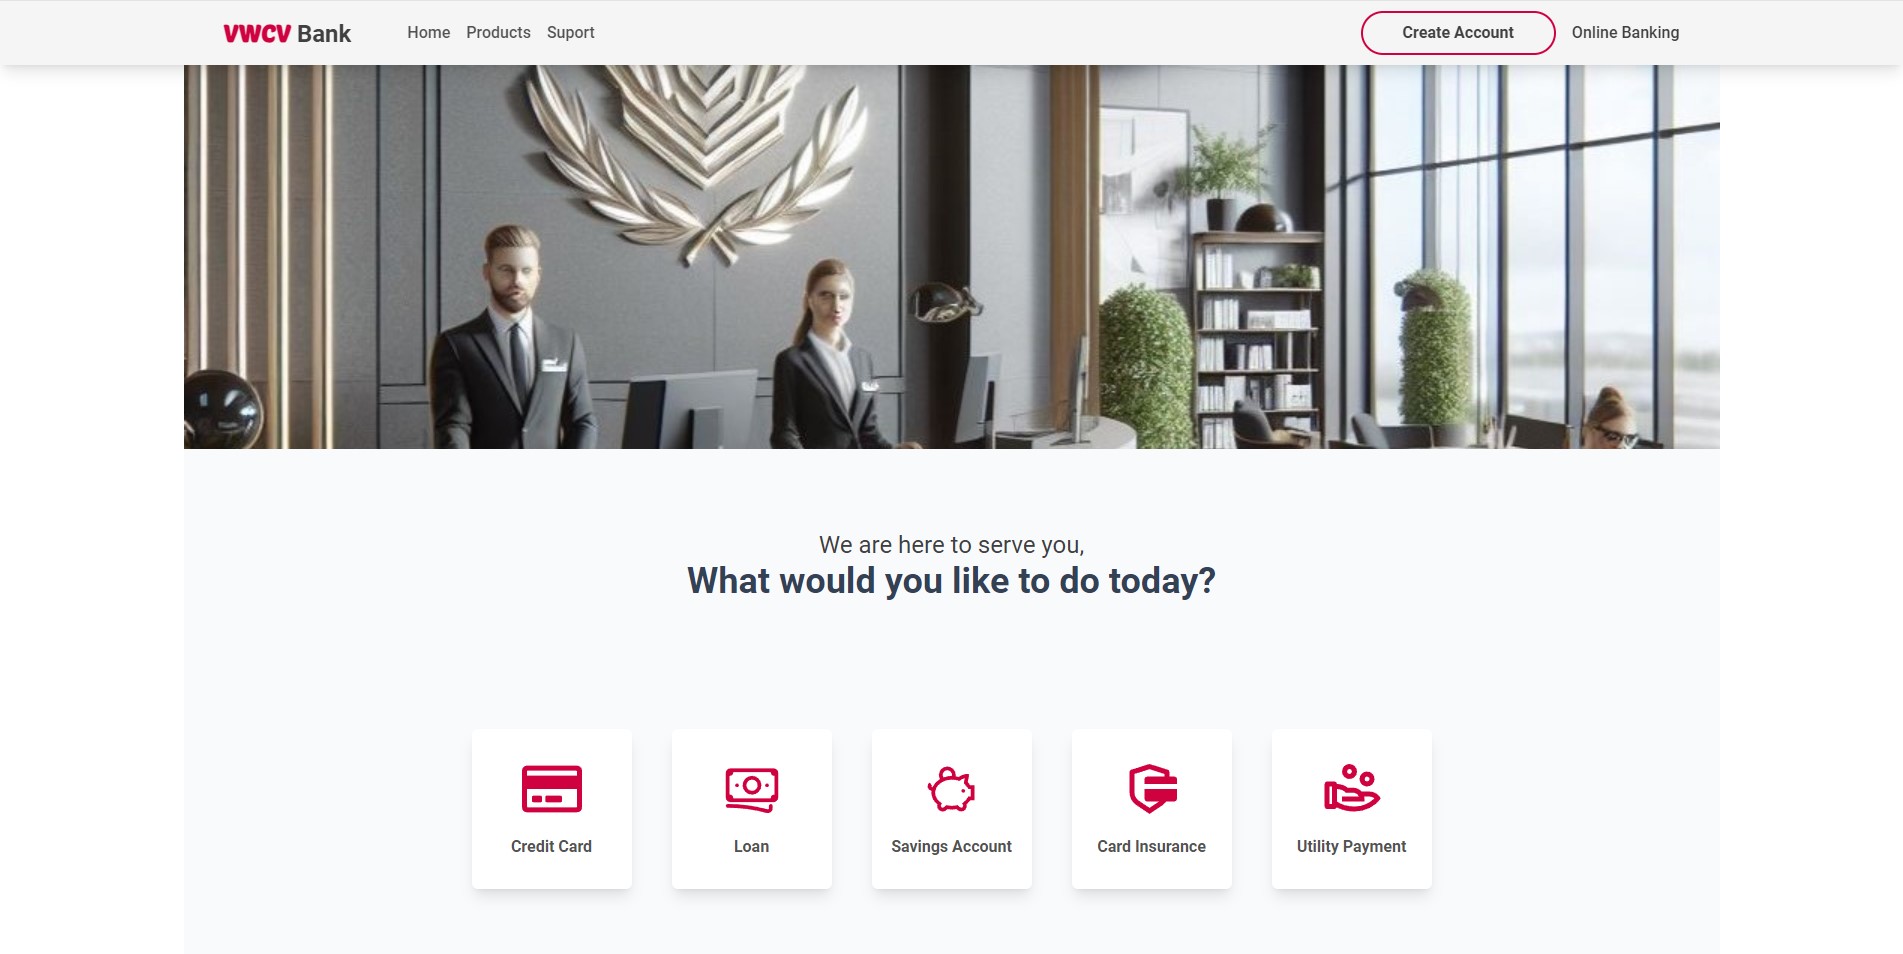 VWCV Bank Home Products Suport Create Account Online Banking
We are here to serve you,
What would you like to do today?
Credit Card Loan Savings Account Card Insurance Utility Payment